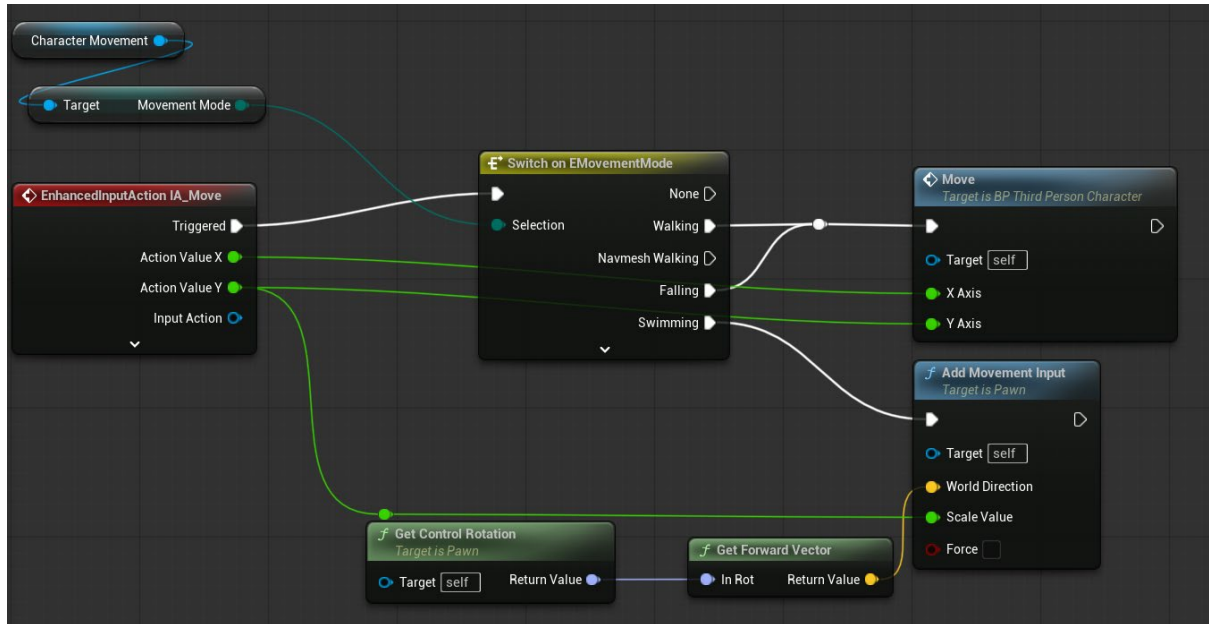 Character Movement
Target Movement Mode
EnhancedInputAction IA_Move
Triggered
Action Value X
Action Value Y
Input Action
Switch on EMovementMode
None
Selection Walking
Navmesh Walking
Falling
Swimming
Move
Target is BP Third Person Character
Target self
X Axis
Y Axis
f Add Movement Input
Target is Pawn
Target self
World Direction
Scale Value
Force
f Get Control Rotation
Target is Pawn
Target self Return Value
f Get Forward Vector
In Rot Return Value